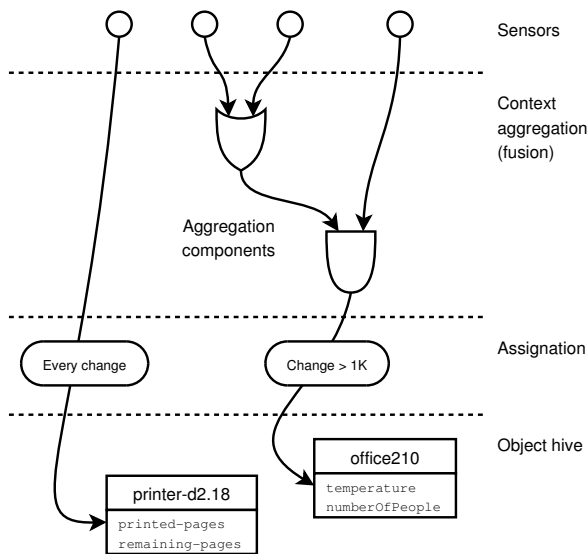 Sensors
Context
aggregation
(fusion)
Aggregation
components
Every change
Change > 1K
Assignation
Object hive
office210
temperature
numberOfPeople
printer-d2.18
printed-pages
remaining-pages